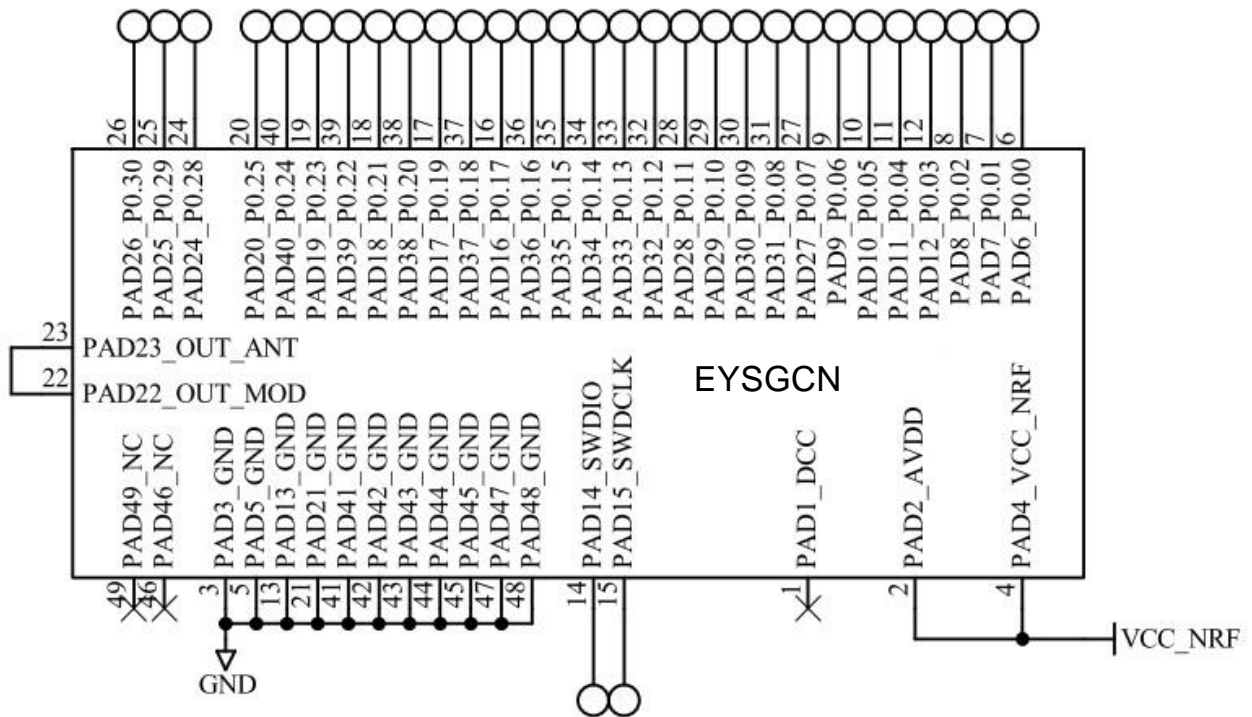 26
25
24
20
40
19
39
18
38
17
37
16
36
35
34
33
32
28
29
30
31
27
9
10
11
12
8
7
6
PAD26_P0.30
PAD25_P0.29
PAD24_P0.28
PAD20_P0.25
PAD40_P0.24
PAD19_P0.23
PAD39_P0.22
PAD18_P0.21
PAD38_P0.20
PAD17_P0.19
PAD37_P0.18
PAD16_P0.17
PAD36_P0.16
PAD35_P0.15
PAD34_P0.14
PAD33_P0.13
PAD32_P0.12
PAD28_P0.11
PAD29_P0.10
PAD30_P0.09
PAD31_P0.08
PAD27_P0.07
PAD9_P0.06
PAD10_P0.05
PAD11_P0.04
PAD12_P0.03
PAD8_P0.02
PAD7_P0.01
PAD6_P0.00
23
PAD23_OUT_ANT
22
PAD22_OUT_MOD
EYSGCN
PAD49_NC
PAD46_NC
PAD3_GND
PAD5_GND
PAD13_GND
PAD21_GND
PAD41_GND
PAD42_GND
PAD43_GND
PAD44_GND
PAD45_GND
PAD47_GND
PAD48_GND
PAD14_SWDIO
PAD15_SWDCLK
PAD1_DCC
PAD2_AVDD
PAD4_VCC_NRF
49
46
3
5
13
21
41
42
43
44
45
47
48
14
15
1
2
4
GND
VCC_NRF